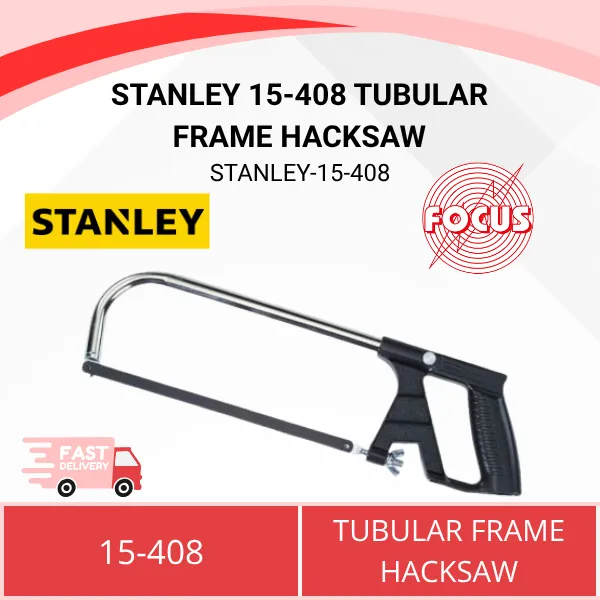 STANLEY 15-408 TUBULAR
FRAME HACKSAW
STANLEY-15-408
STANLEY
FOCUS
FAST
DELIVERY
15-408
TUBULAR FRAME
HACKSAW